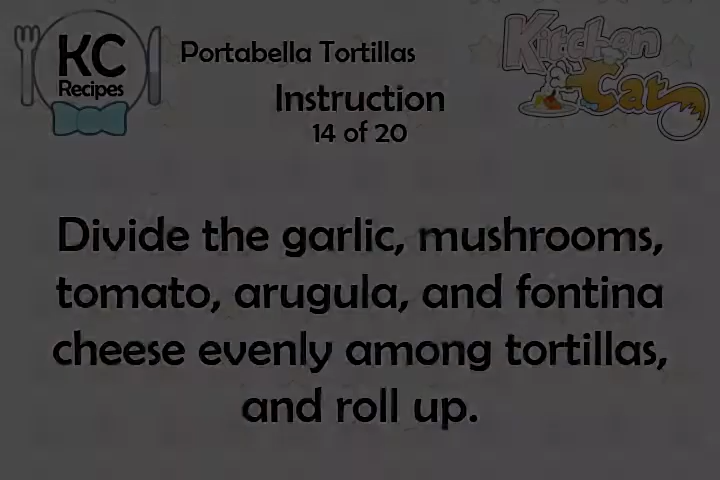 KC
Recipes
Portabella Tortillas
Instruction
14 of 20
Kitchen
Cat
Divide the garlic, mushrooms,
tomato, arugula, and fontina
cheese evenly among tortillas,
and roll up.